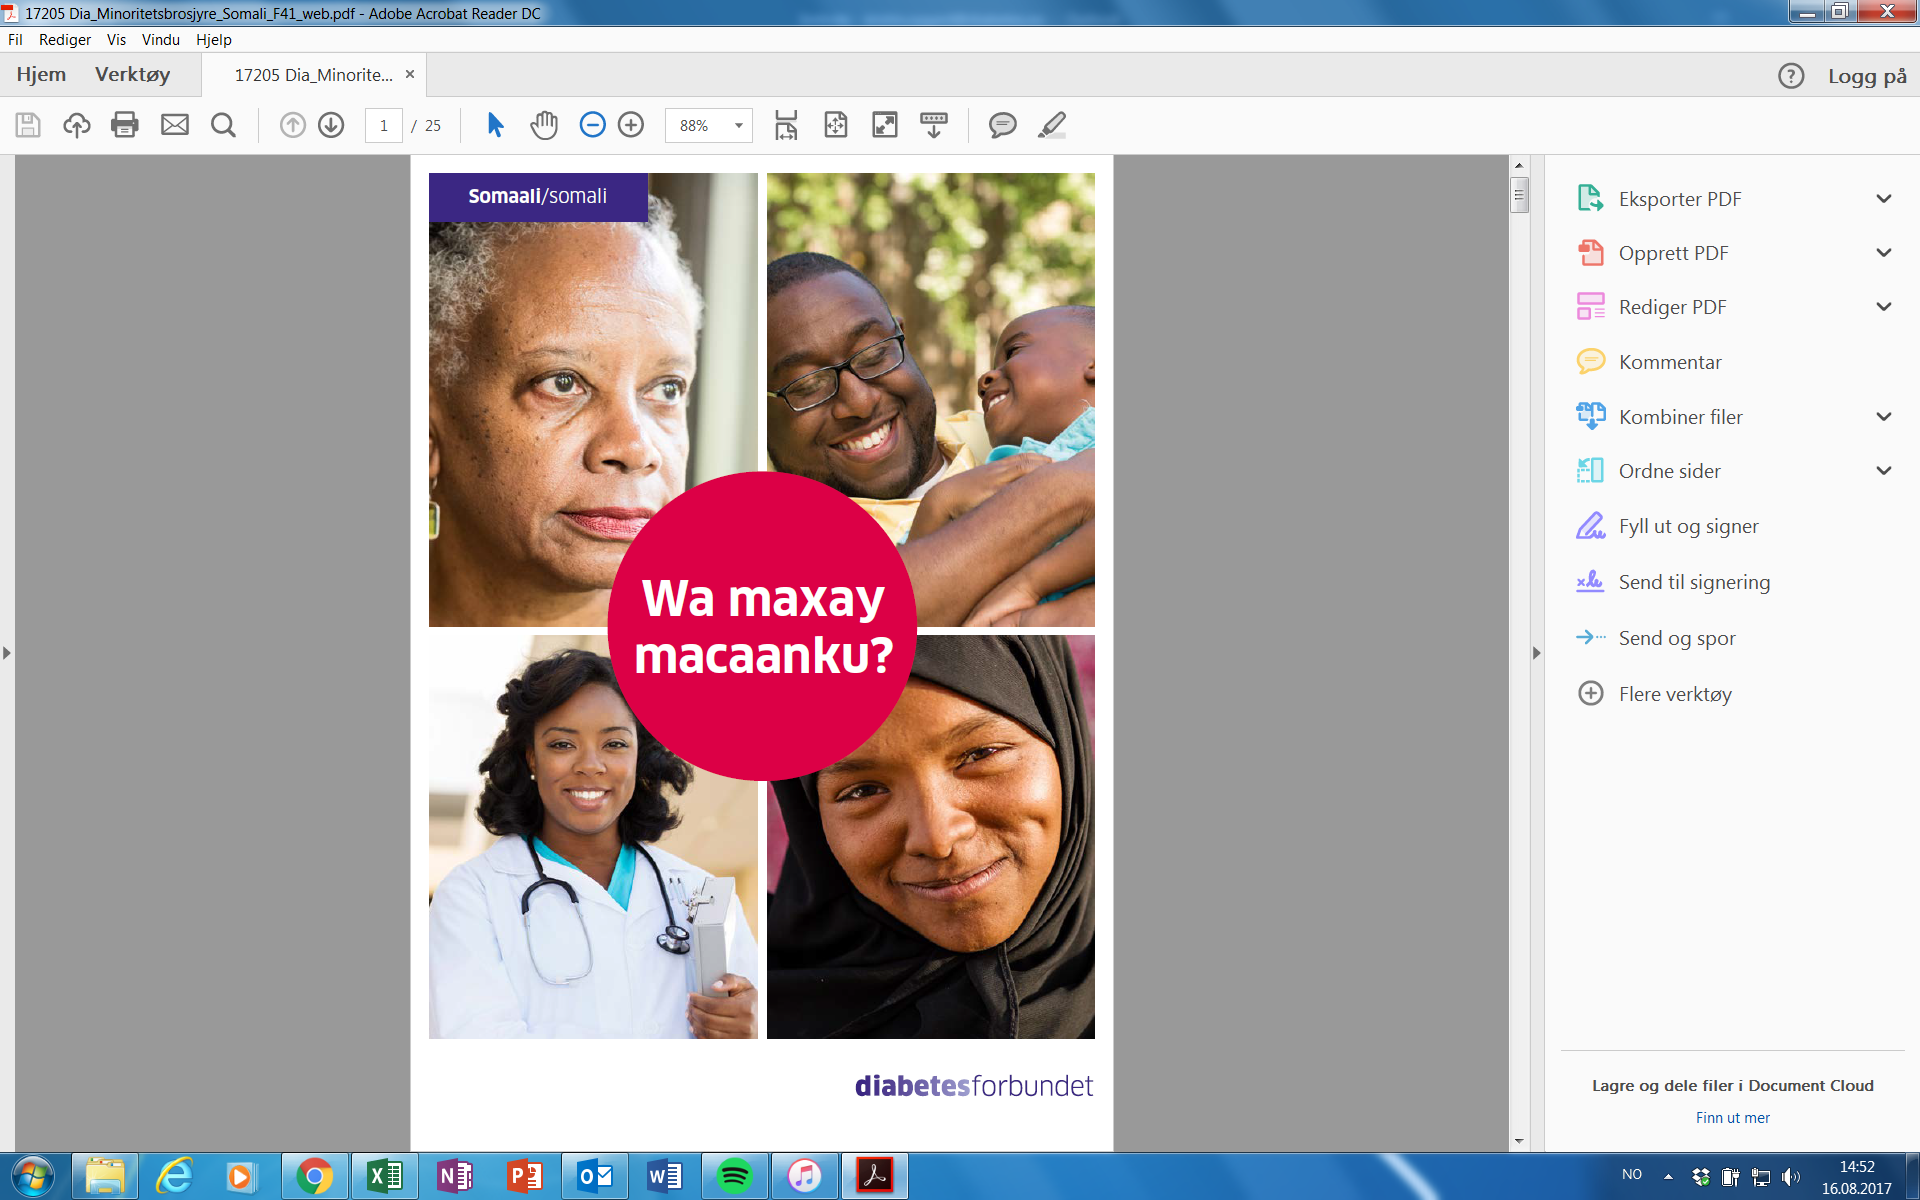 17205 Dia_Minoritetsbrosjyre_Somali_F41_web.pdf - Adobe Acrobat Reader DC
Fil Rediger Vis Vindu Hjelp
Hjem Verktøy 17205 Dia_Minorite... × ? Logg på
1 / 25 88%
Somaali/somali
Wa maxay
macaanku?
diabetesforbundet
Eksporter PDF
Opprett PDF
Rediger PDF
Kommentar
Kombiner filer
Ordne sider
Fyll ut og signer
Send til signering
Send og spor
Flere verktøy
Lagre og dele filer i Document Cloud
Finn ut mer
NO 14:52
16.08.2017